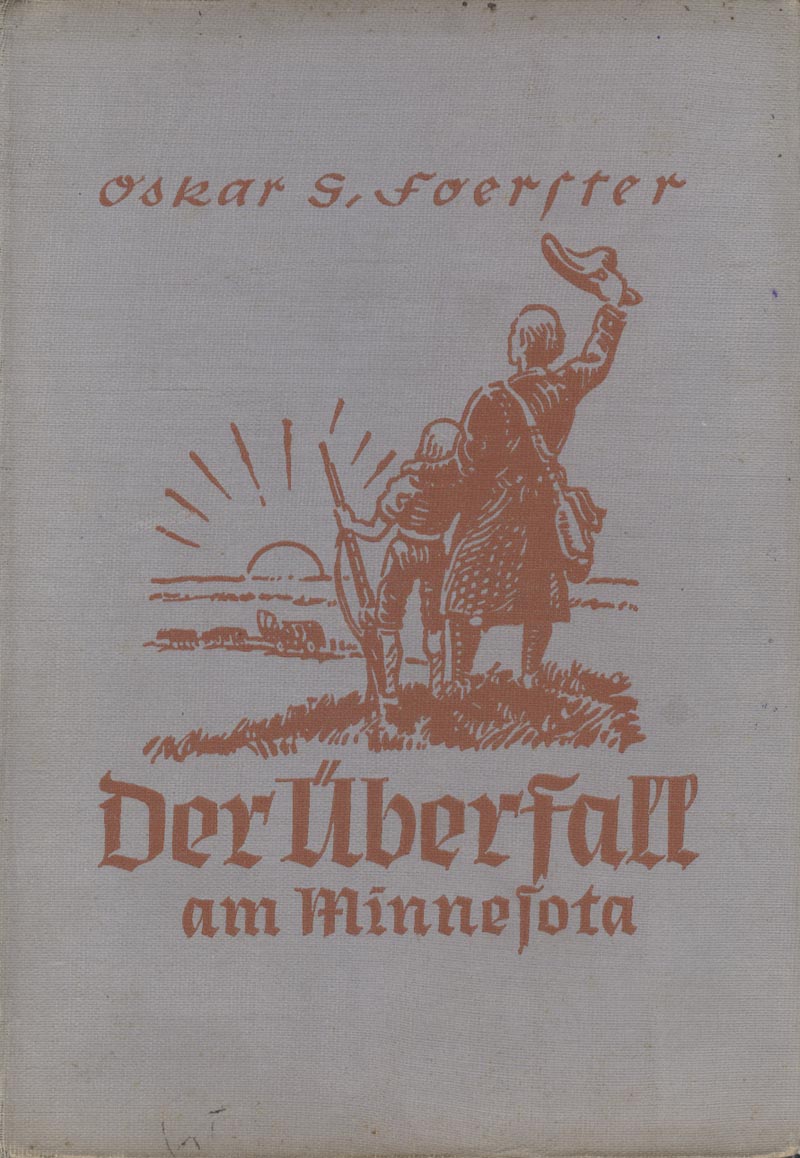 Oskar G. Foerſter
Der Überfall
am Minneſota